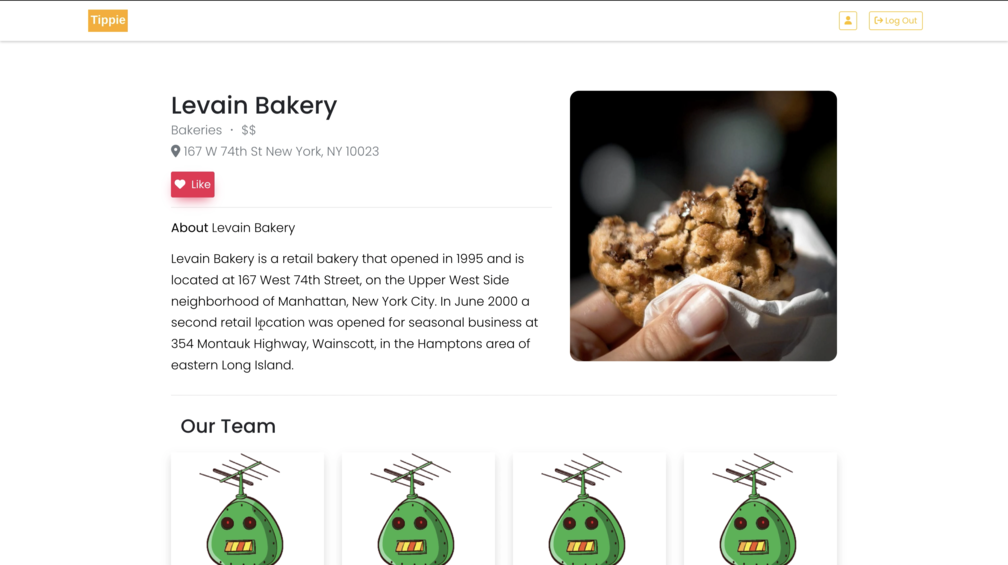 Tippie
Log Out
Levain Bakery
Bakeries · $$
167 W 74th St New York, NY 10023
Like
About Levain Bakery
Levain Bakery is a retail bakery that opened in 1995 and is
located at 167 West 74th Street, on the Upper West Side
neighborhood of Manhattan, New York City. In June 2000 a
second retail location was opened for seasonal business at
354 Montauk Highway, Wainscott, in the Hamptons area of
eastern Long Island.
Our Team